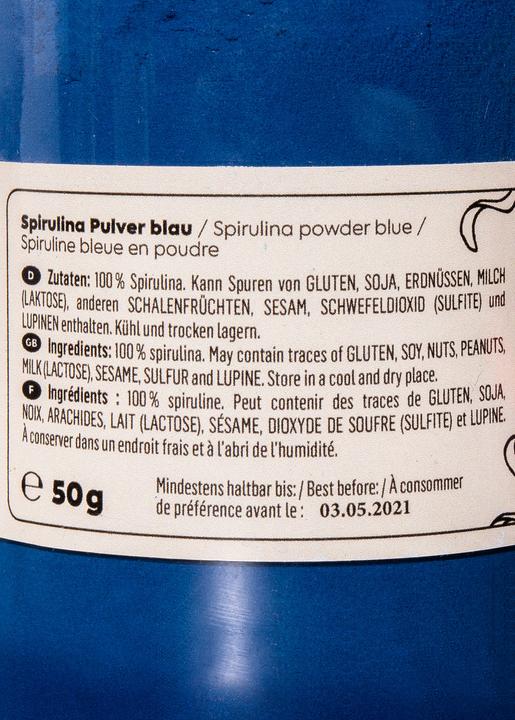 Spirulina Pulver blau / Spirulina powder blue /
Spiruline bleue en poudre
D Zutaten: 100 % Spirulina. Kann Spuren von GLUTEN, SOJA, ERDNÜSSEN, MILCH
(LAKTOSE), anderen SCHALENFRÜCHTEN, SESAM, SCHWEFELDIOXID (SULFITE) und
LUPINEN enthalten. Kühl und trocken lagern.
GB Ingredients: 100 % spirulina. May contain traces of GLUTEN, SOY, NUTS, PEANUTS,
MILK (LACTOSE), SESAME, SULFUR and LUPINE. Store in a cool and dry place.
F Ingrédients : 100 % spiruline. Peut contenir des traces de GLUTEN, SOJA,
NOIX, ARACHIDES, LAIT (LACTOSE), SÉSAME, DIOXYDE DE SOUFRE (SULFITE) et LUPINE.
À conserver dans un endroit frais et à l'abri de l'humidité.
℮ 50g
Mindestens haltbar bis: / Best before: / À consommer
de préférence avant le : 03.05.2021